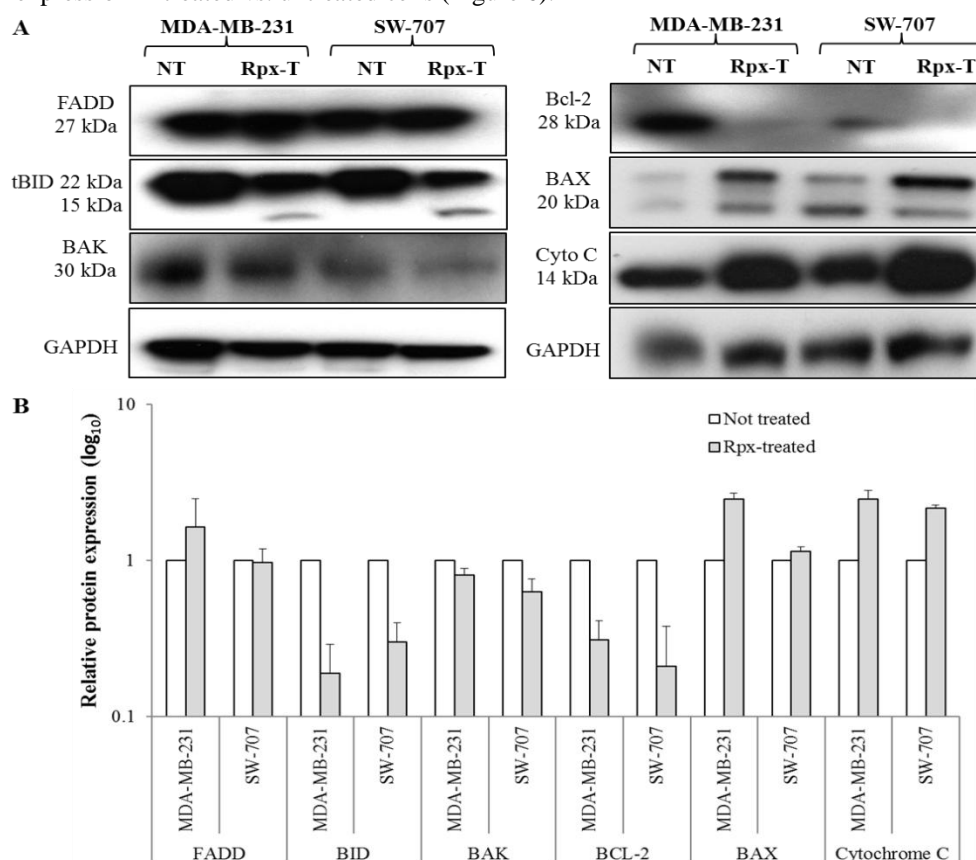 expression in treated vs. untreated cells (Figure 6).
A
MDA-MB-231 SW-707 MDA-MB-231 SW-707
NT Rpx-T NT Rpx-T NT Rpx-T NT Rpx-T
FADD
27 kDa
tBID 22 kDa
15 kDa
BAK
30 kDa
GAPDH
Bcl-2
28 kDa
BAX
20 kDa
Cyto C
14 kDa
GAPDH
B
Relative protein expression (log10)
10
1
0.1
Not treated
Rpx-treated
MDA-MB-231 SW-707 MDA-MB-231 SW-707 MDA-MB-231 SW-707 MDA-MB-231 SW-707 MDA-MB-231 SW-707 MDA-MB-231 SW-707
FADD BID BAK BCL-2 BAX Cytochrome C